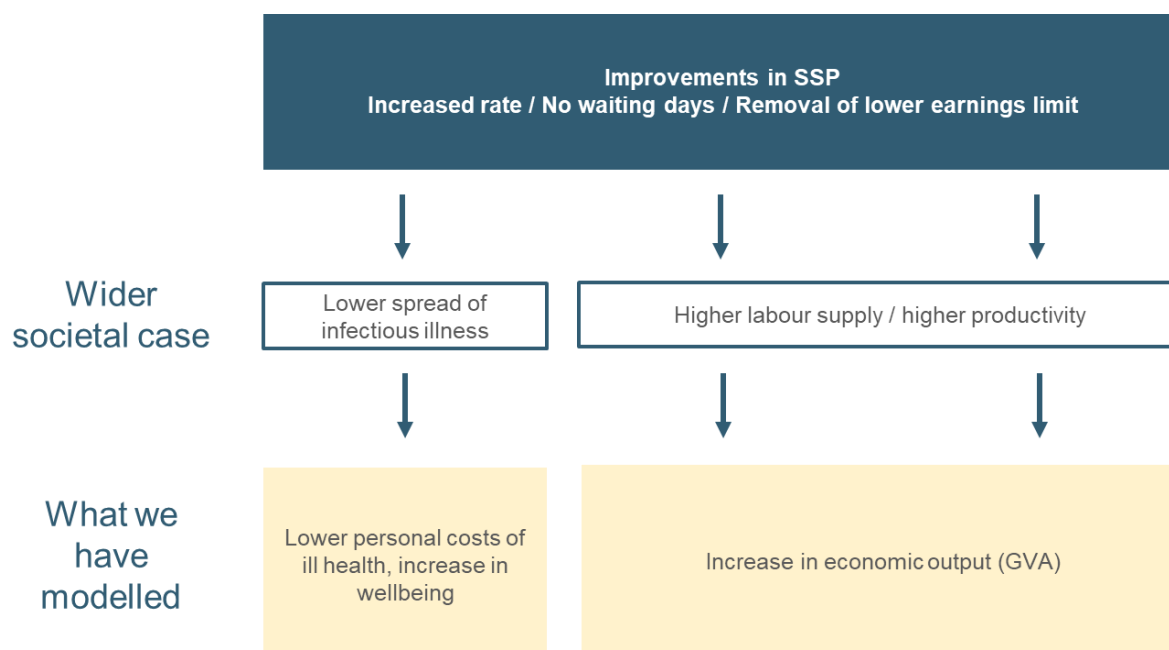 Improvements in SSP
Increased rate / No waiting days / Removal of lower earnings limit
Wider
societal case
Lower spread of
infectious illness
Higher labour supply / higher productivity
What we
have
modelled
Lower personal costs of
ill health, increase in
wellbeing
Increase in economic output (GVA)